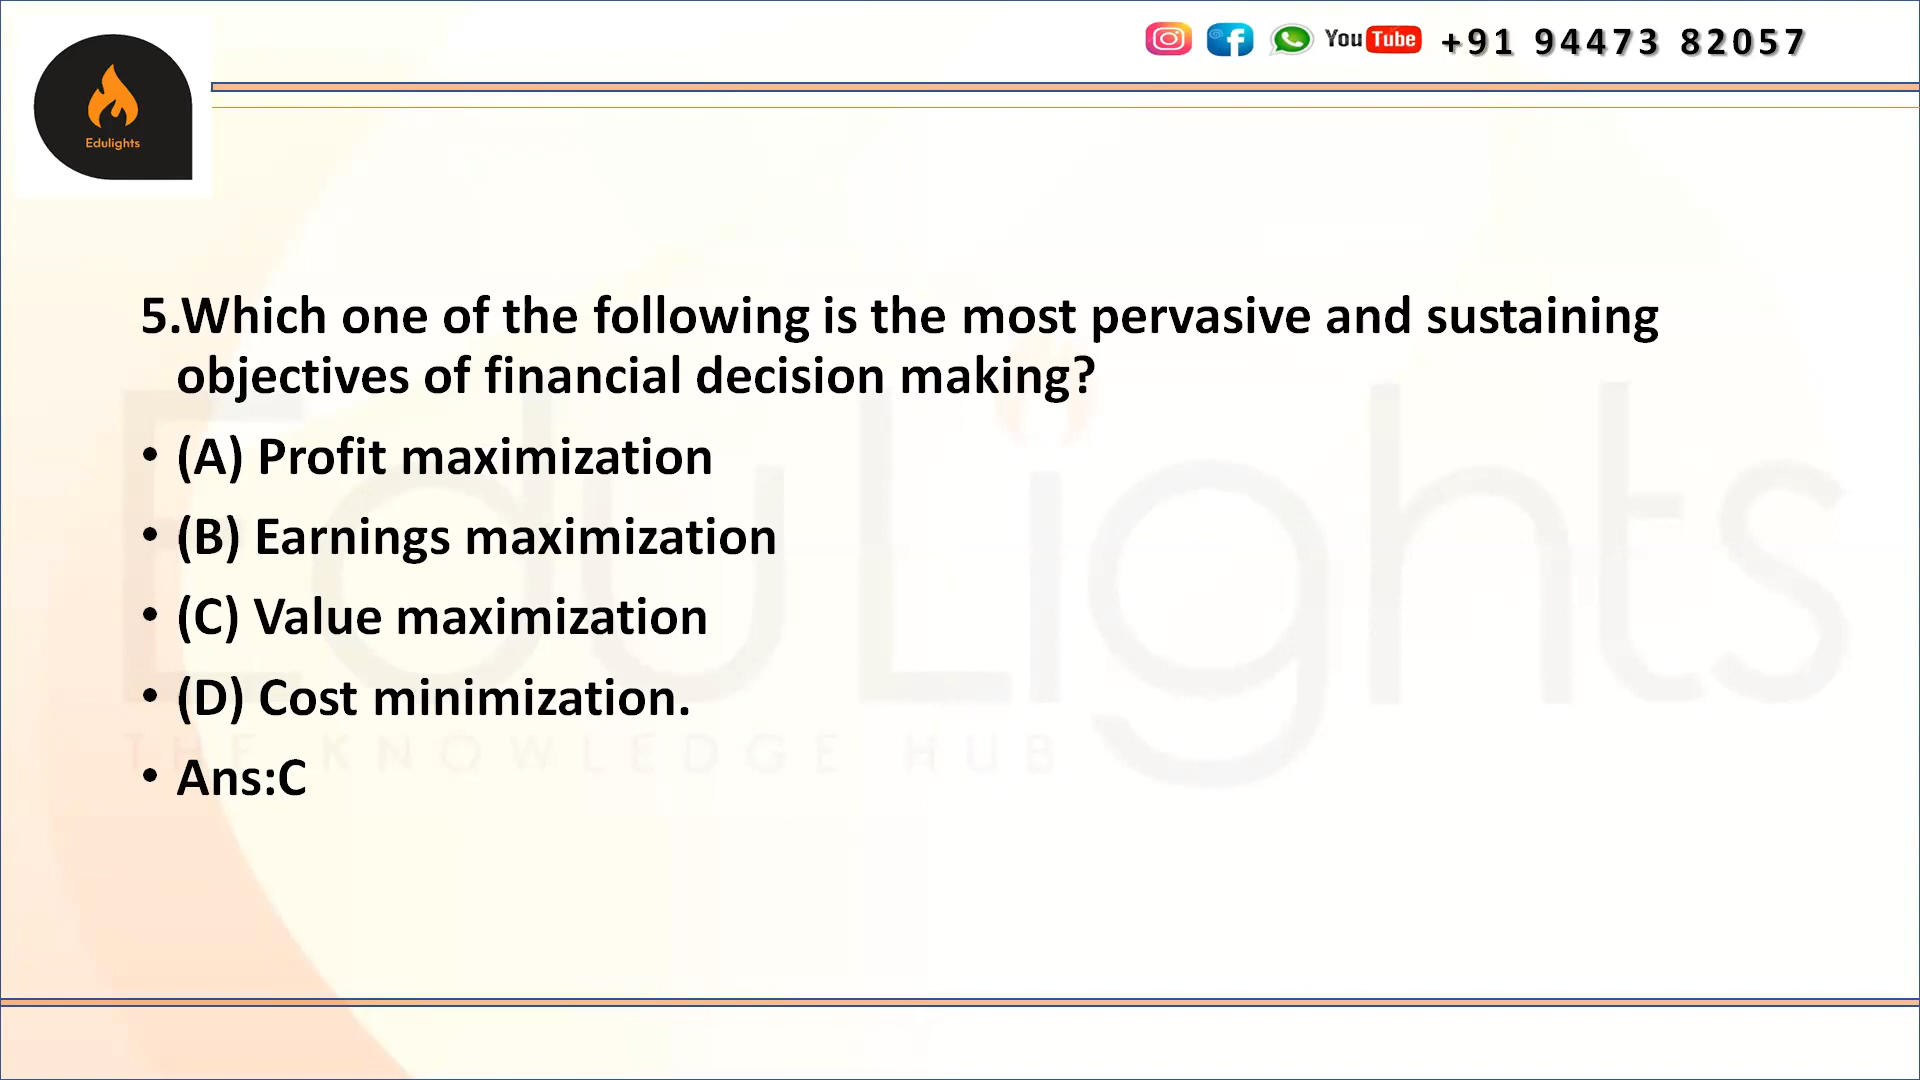 You Tube +91 94473 82057
Edulights
5.Which one of the following is the most pervasive and sustaining
objectives of financial decision making?
• (A) Profit maximization
• (B) Earnings maximization
• (C) Value maximization
• (D) Cost minimization.
• Ans:C
EduLights
THE KNOWLEDGE HUB